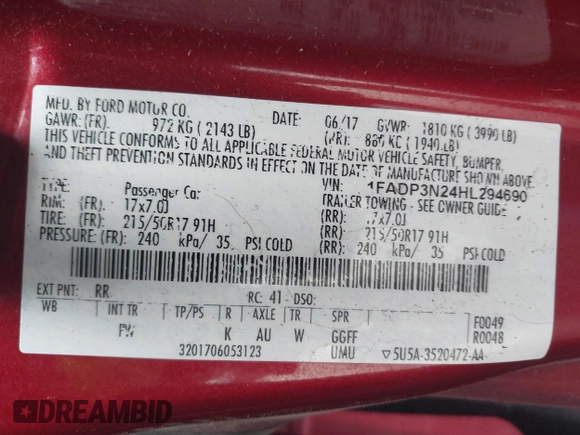 MFD. BY FORD MOTOR CO. DATE: 06/17 GVWR: 1810 KG (3990 LB)
GAWR: (FR) 972 KG (2143 LB) (RR): KG (1940 LB)
THIS VEHICLE CONFORMS TO ALL APPLICABLE FEDERAL MOTOR VEHICLE SAFETY, BUMPER,
AND THEFT PREVENTION STANDARDS IN EFFECT ON THE DATE OF MANUFACTURE SHOWN ABOVE.
VIN: 1FADP3N24HL294690
TYPE: Passenger Car TRAILER TOWING - SEE OWNER GUIDE
RIM: (FR) 17x7.0J (RR) 17x7.0J
TIRE: (FR) 215/50R17 91H (RR) 215/50R17 91H
PRESSURE: (FR) 240 kPa/ 35 PSI COLD (RR) 240 kPa/ 35 PSI COLD
EXT PNT: RR RC: 41 DSO:
WB INT TR TP/PS R AXLE TR SPR F0049
FW K AU W GGFF R0048
3201706053123 UMU ▽5U5A-3520472-AA
DREAMBID